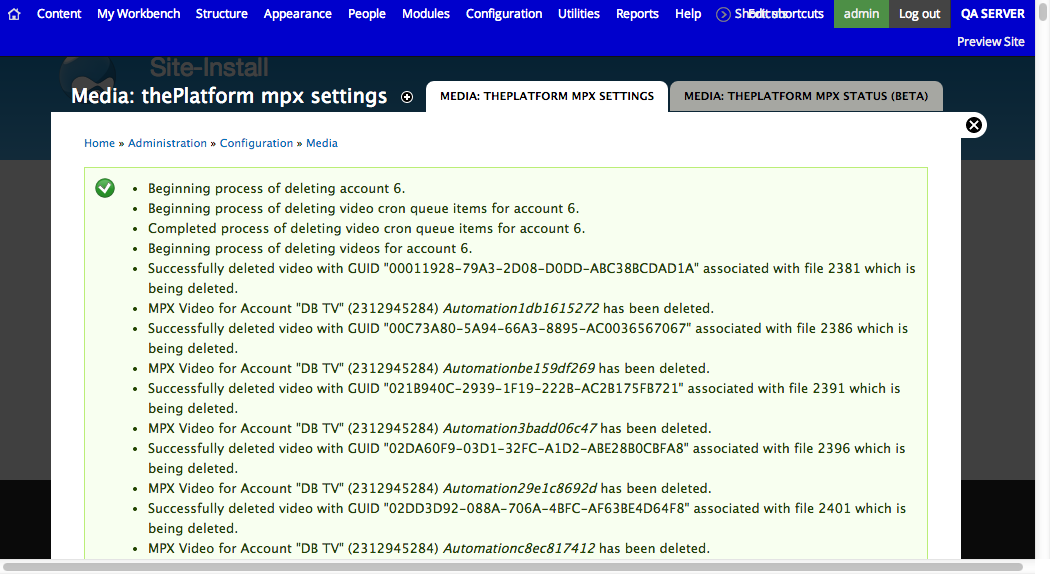 Content My Workbench Structure Appearance People Modules Configuration Utilities Reports Help Edit shortcuts admin Log out QA SERVER
Preview Site
Site-Install
Media: thePlatform mpx settings MEDIA: THEPLATFORM MPX SETTINGS MEDIA: THEPLATFORM MPX STATUS (BETA)
Home » Administration » Configuration » Media
• Beginning process of deleting account 6.
• Beginning process of deleting video cron queue items for account 6.
• Completed process of deleting video cron queue items for account 6.
• Beginning process of deleting videos for account 6.
• Successfully deleted video with GUID "00011928-79A3-2D08-D0DD-ABC38BCDAD1A" associated with file 2381 which is
being deleted.
• MPX Video for Account "DB TV" (2312945284) Automation1db1615272 has been deleted.
• Successfully deleted video with GUID "00C73A80-5A94-66A3-8895-AC0036567067" associated with file 2386 which is
being deleted.
• MPX Video for Account "DB TV" (2312945284) Automationbe159df269 has been deleted.
• Successfully deleted video with GUID "021B940C-2939-1F19-222B-AC2B175FB721" associated with file 2391 which is
being deleted.
• MPX Video for Account "DB TV" (2312945284) Automation3badd06c47 has been deleted.
• Successfully deleted video with GUID "02DA60F9-03D1-32FC-A1D2-ABE28B0CBFA8" associated with file 2396 which is
being deleted.
• MPX Video for Account "DB TV" (2312945284) Automation29e1c8692d has been deleted.
• Successfully deleted video with GUID "02DD3D92-088A-706A-4BFC-AF63BE4D64F8" associated with file 2401 which is
being deleted.
• MPX Video for Account "DB TV" (2312945284) Automationc8ec817412 has been deleted.